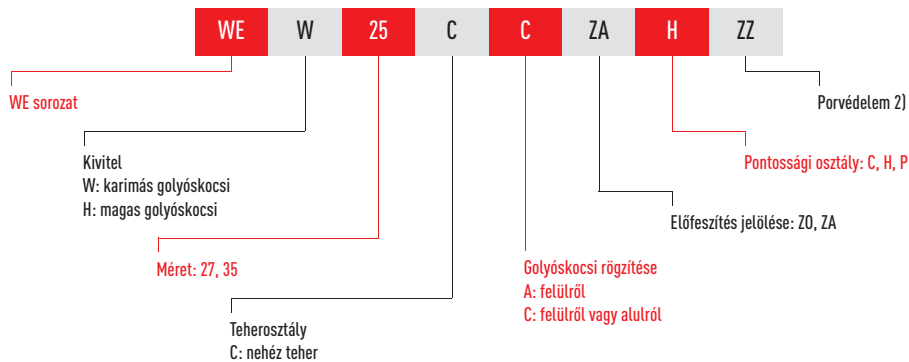 WE W 25 C C ZA H ZZ
WE sorozat
Porvédelem 2)
Kivitel
W: karimás golyóskocsi
H: magas golyóskocsi
Pontossági osztály: C, H, P
Előfeszítés jelölése: Z0, ZA
Méret: 27, 35
Golyóskocsi rögzítése
A: felülről
C: felülről vagy alulról
Teherosztály
C: nehéz teher